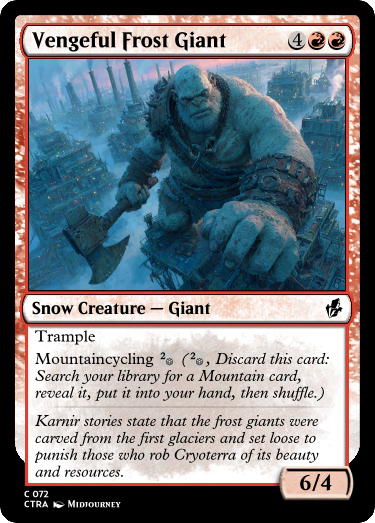 Vengeful Frost Giant 4
Snow Creature — Giant
Trample
Mountaincycling 2 (2, Discard this card:
Search your library for a Mountain card,
reveal it, put it into your hand, then shuffle.)
Karnir stories state that the frost giants were
carved from the first glaciers and set loose to
punish those who rob Cryoterra of its beauty
and resources.
6/4
C 072
CTRA Midjourney